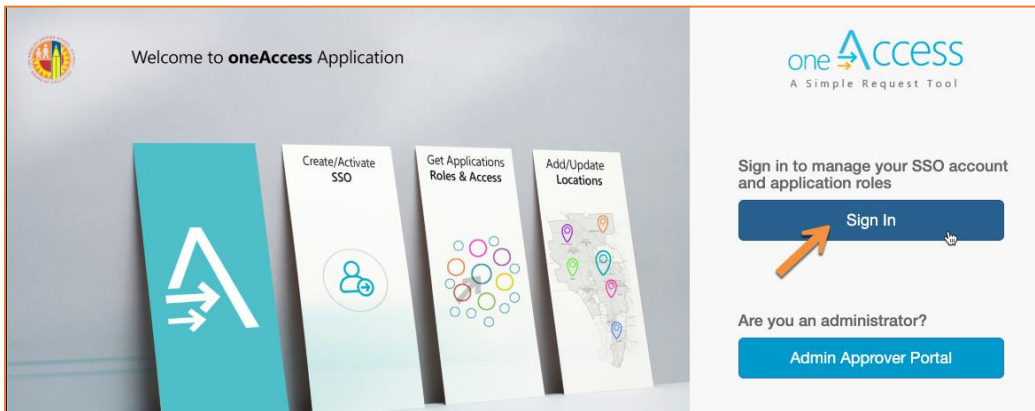 Welcome to oneAccess Application
Create/Activate
SSO
Get Applications
Roles & Access
Add/Update
Locations
one Access
A Simple Request Tool
Sign in to manage your SSO account
and application roles
Sign In
Are you an administrator?
Admin Approver Portal